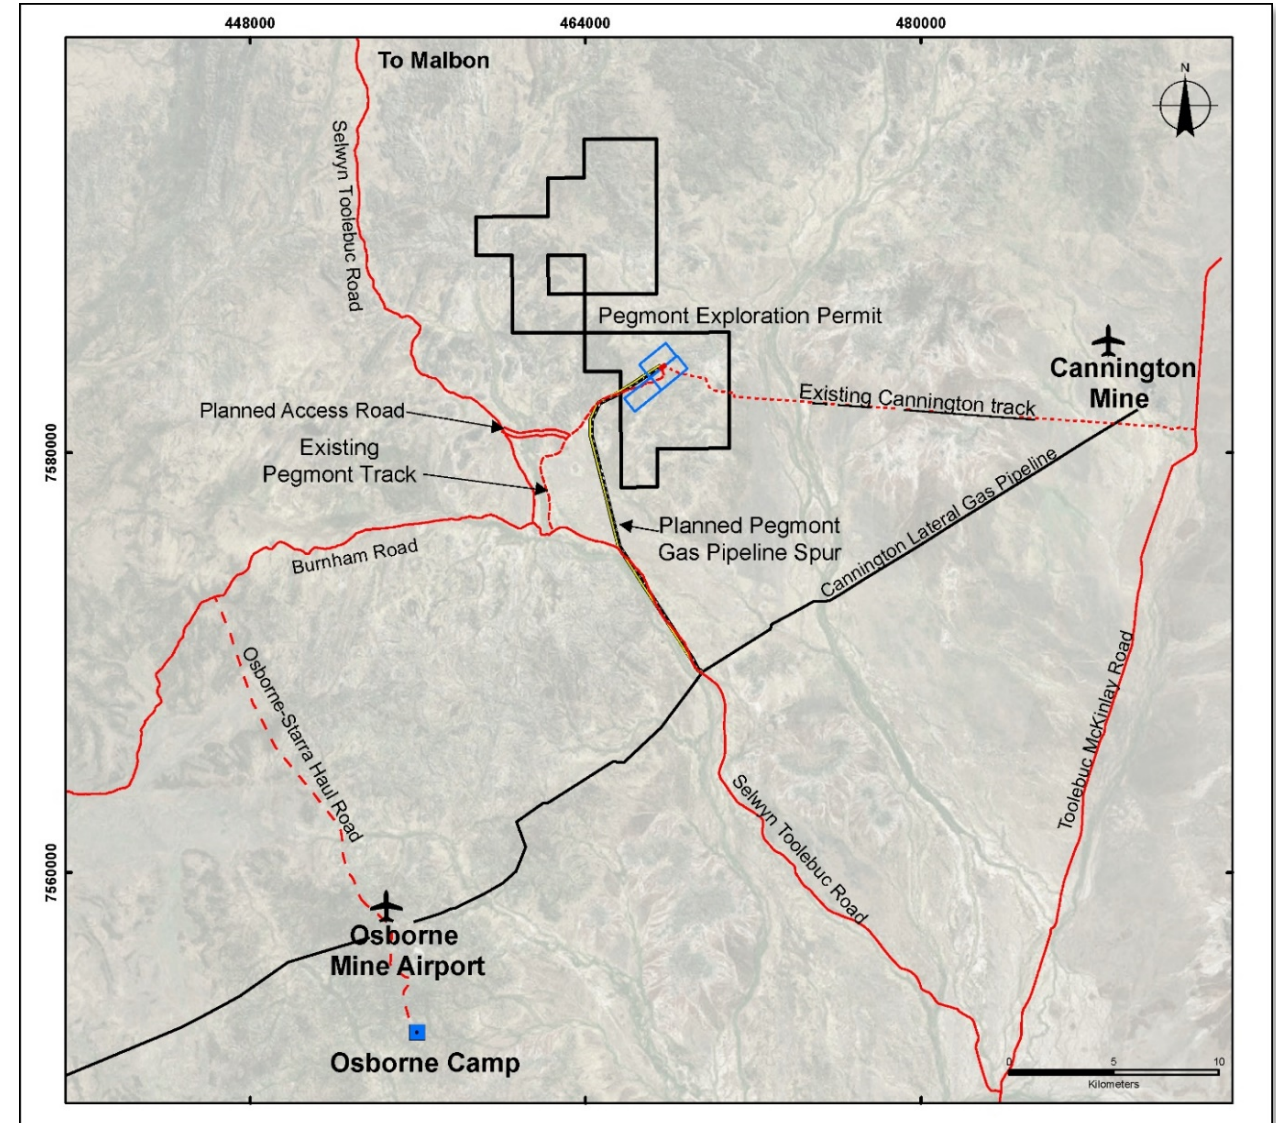 448000
464000
480000
To Malbon
N
Selwyn Toolebuc Road
Pegmont Exploration Permit
Cannington
Mine
Existing Cannington track
Planned Access Road
Existing
Pegmont Track
7580000
Planned Pegmont
Gas Pipeline Spur
Cannington Lateral Gas Pipeline
Burnham Road
Osborne-Starra Haul Road
Toolebuc McKinlay Road
Selwyn Toolebuc Road
7560000
Osborne
Mine Airport
Osborne Camp
0
5
10
Kilometers